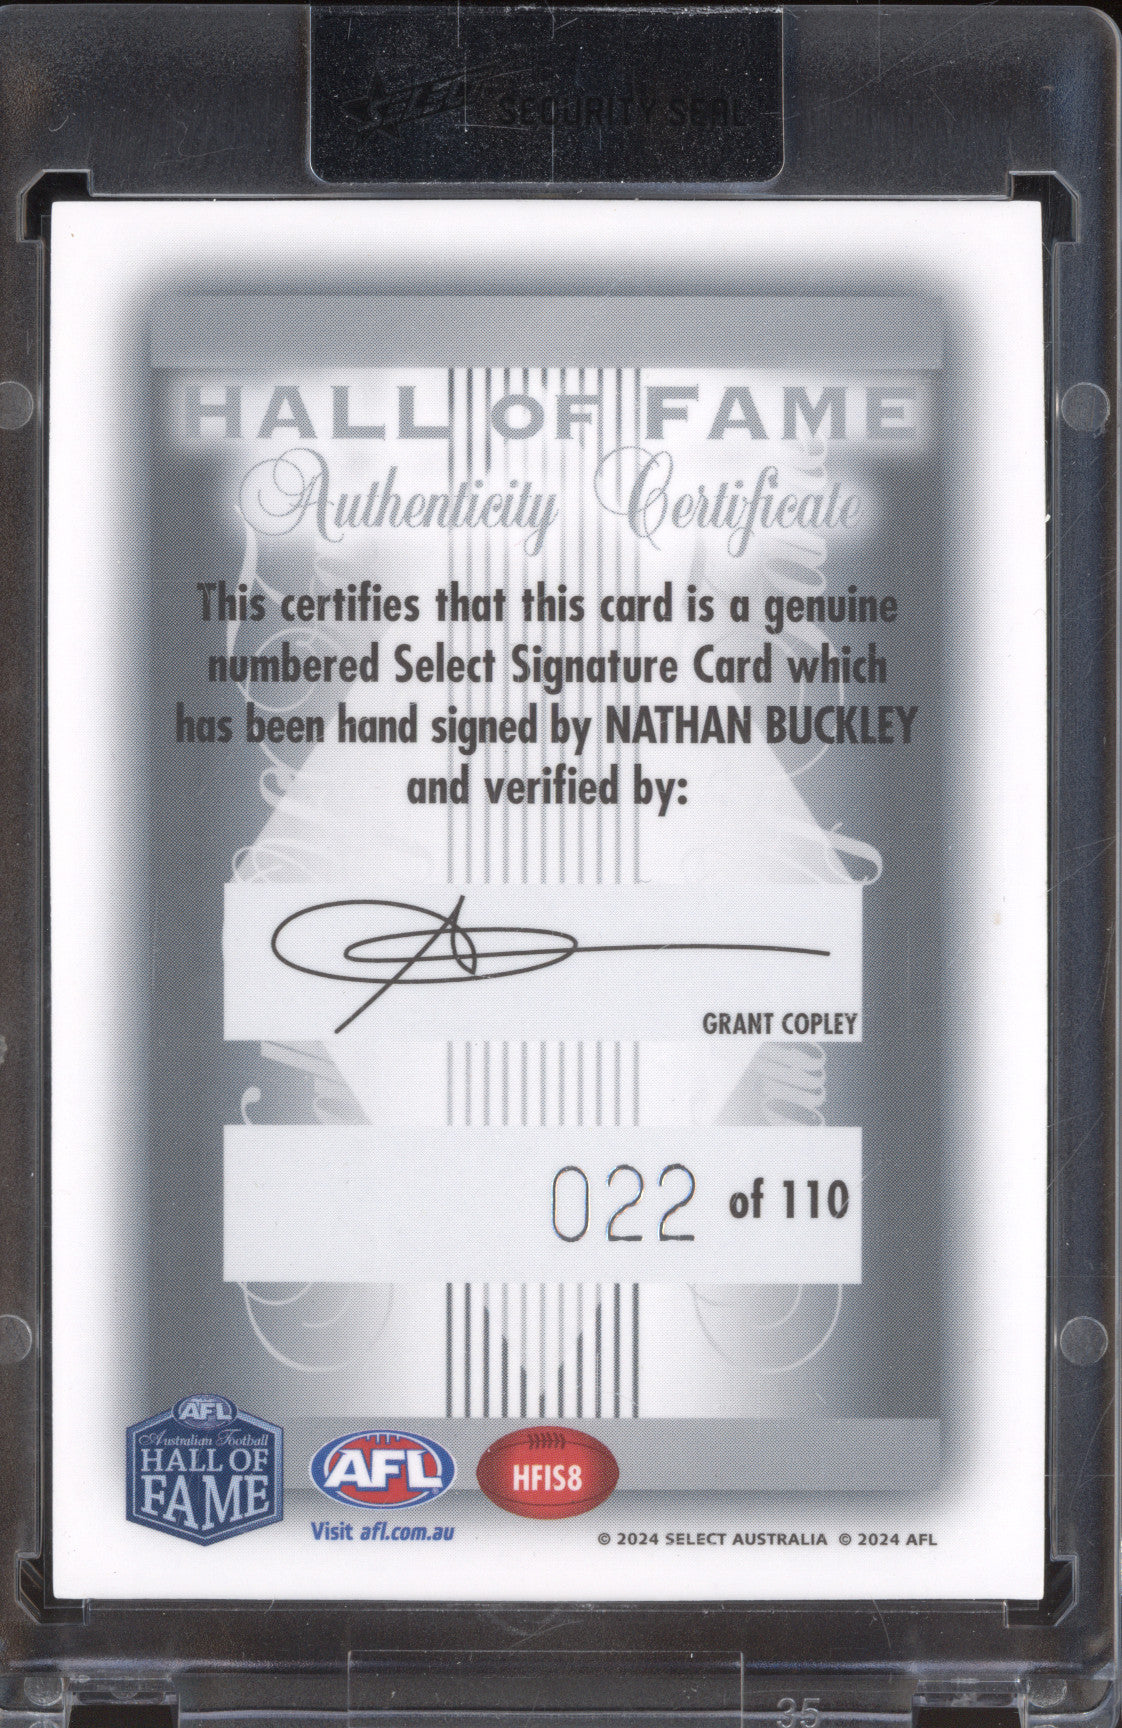 SECURITY SEAL
HALL OF FAME
Authenticity Certificate
This certifies that this card is a genuine
numbered Select Signature Card which
has been hand signed by NATHAN BUCKLEY
and verified by:
GRANT COPLEY
022 of 110
AFL
Australian Football
HALL OF
FAME
AFL
Visit afl.com.au
HFIS8
© 2024 SELECT AUSTRALIA © 2024 AFL
35